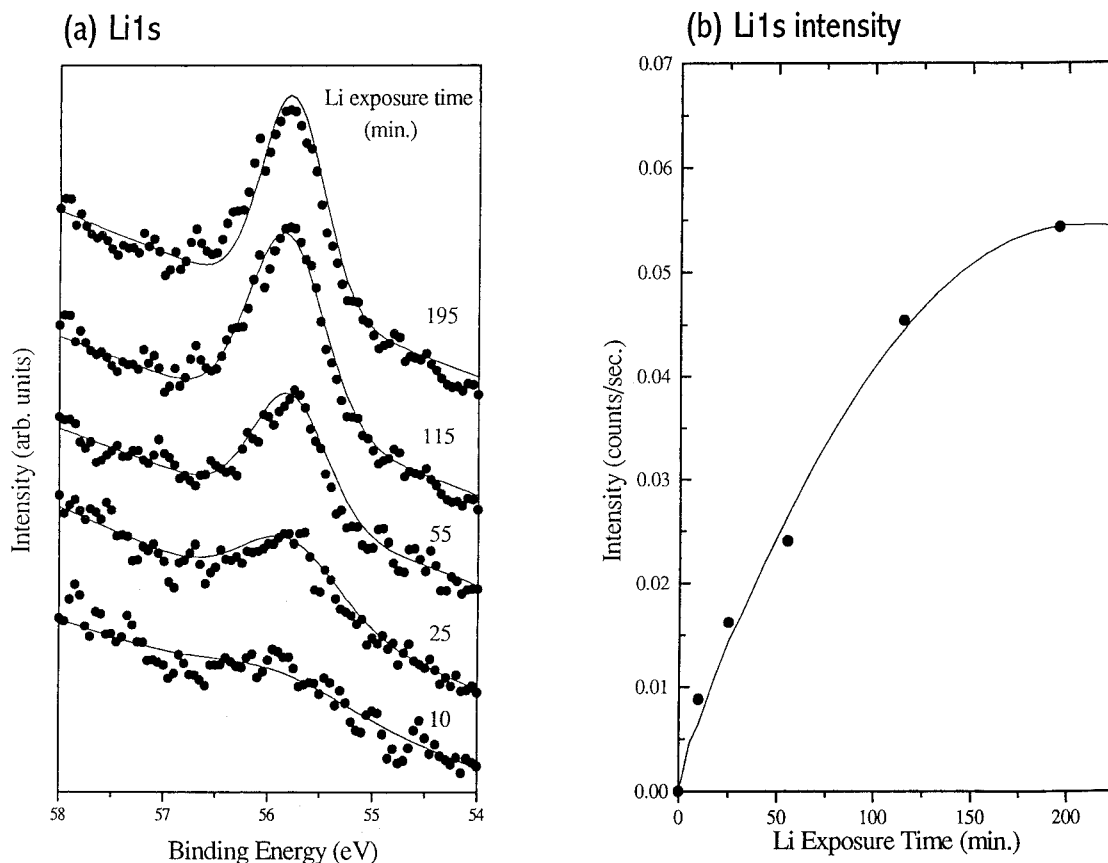 (a) Li1s
Li exposure time
(min.)
195
115
55
25
10
Intensity (arb. units)
58 57 56 55 54
Binding Energy (eV)
(b) Li1s intensity
0.07
0.06
0.05
0.04
0.03
0.02
0.01
0.00
Intensity (counts/sec.)
0 50 100 150 200
Li Exposure Time (min.)